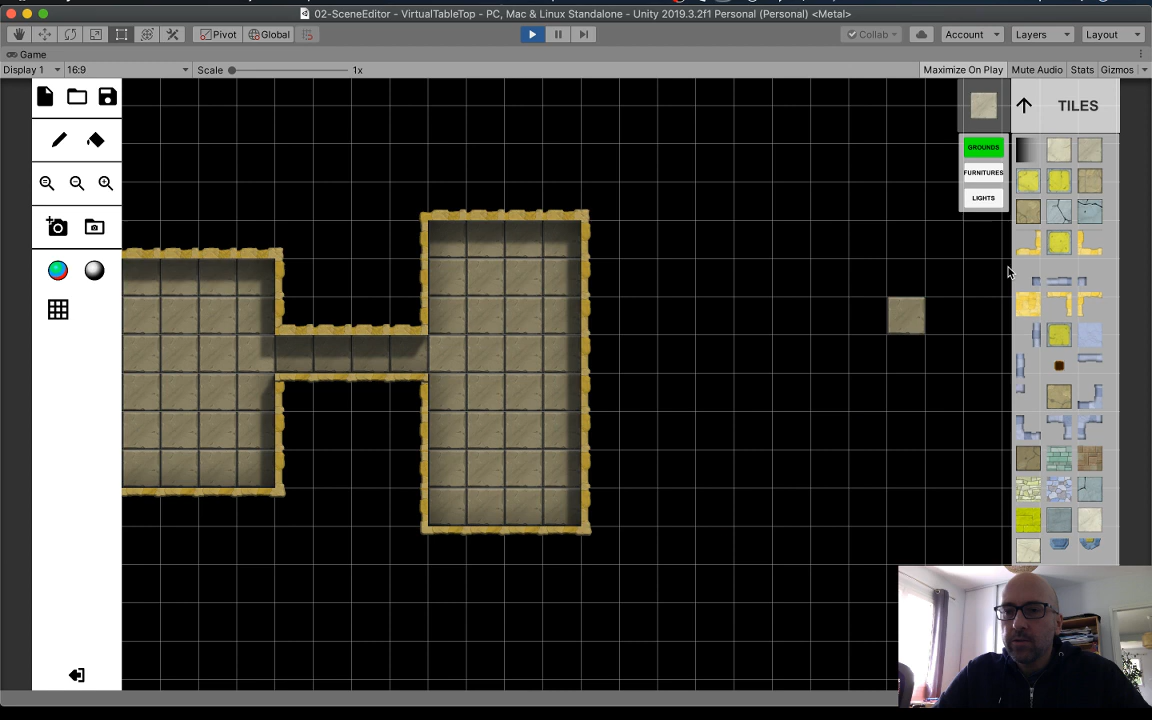 02-SceneEditor - VirtualTableTop - PC, Mac & Linux Standalone - Unity 2019.3.2f1 Personal (Personal) <Metal>
Pivot Global Collab Account Layers Layout
Game
Display 1 16:9 Scale 1x Maximize On Play Mute Audio Stats Gizmos
TILES
GROUNDS
FURNITURES
LIGHTS